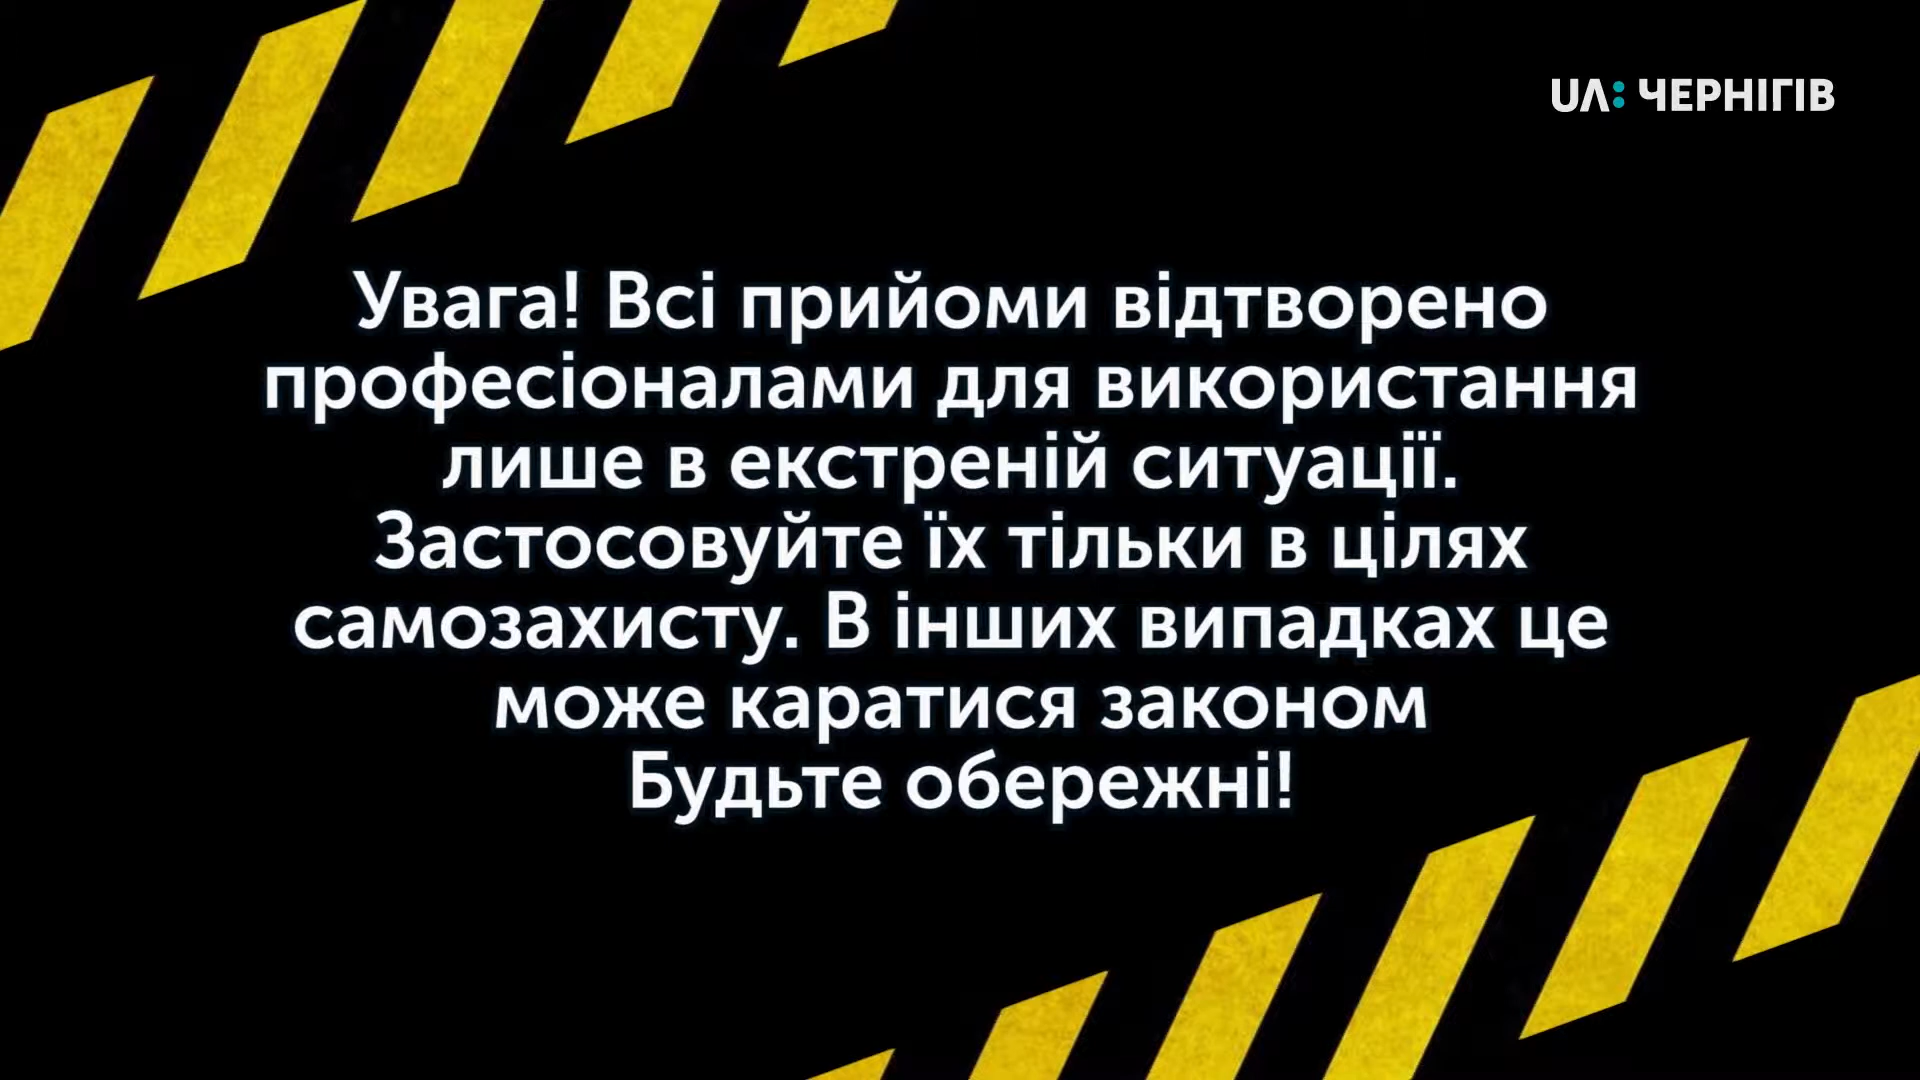 UA: ЧЕРНІГІВ
Увага! Всі прийоми відтворено
професіоналами для використання
лише в екстреній ситуації.
Застосовуйте їх тільки в цілях
самозахисту. В інших випадках це
може каратися законом
Будьте обережні!